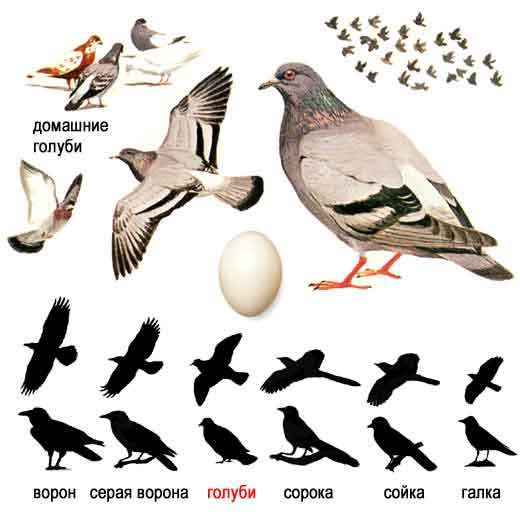 домашние
голуби
ворон серая ворона голуби сорока сойка галка